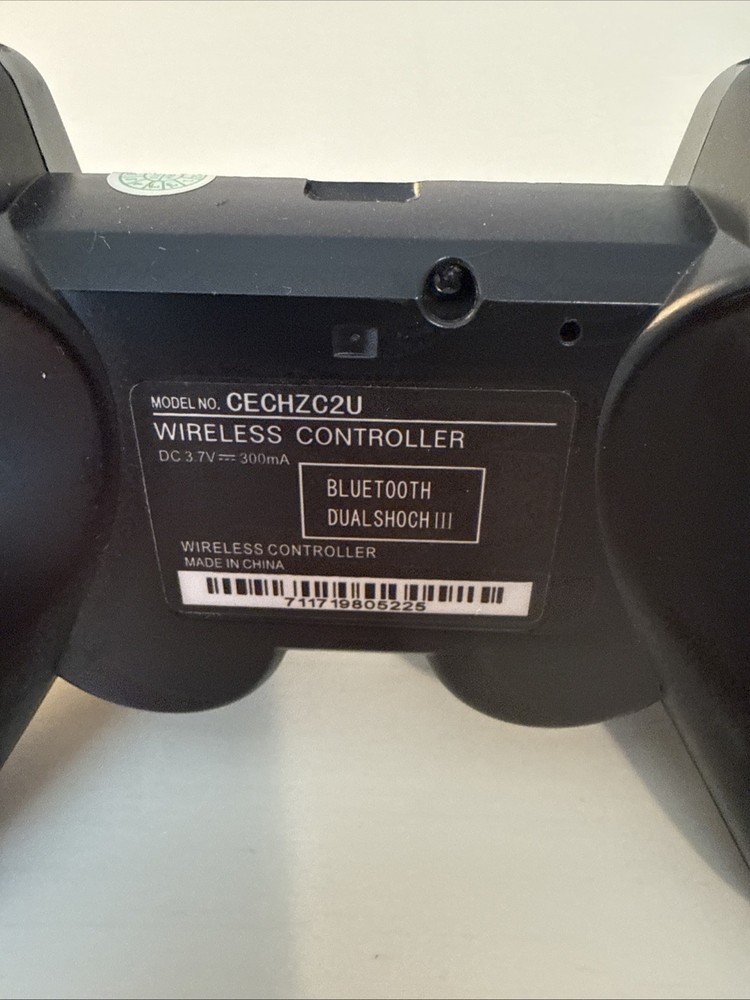 MODEL NO. CECHZC2U
WIRELESS CONTROLLER
DC 3.7V⎓ 300mA
BLUETOOTH
DUALSHOCH III
WIRELESS CONTROLLER
MADE IN CHINA
711719805225